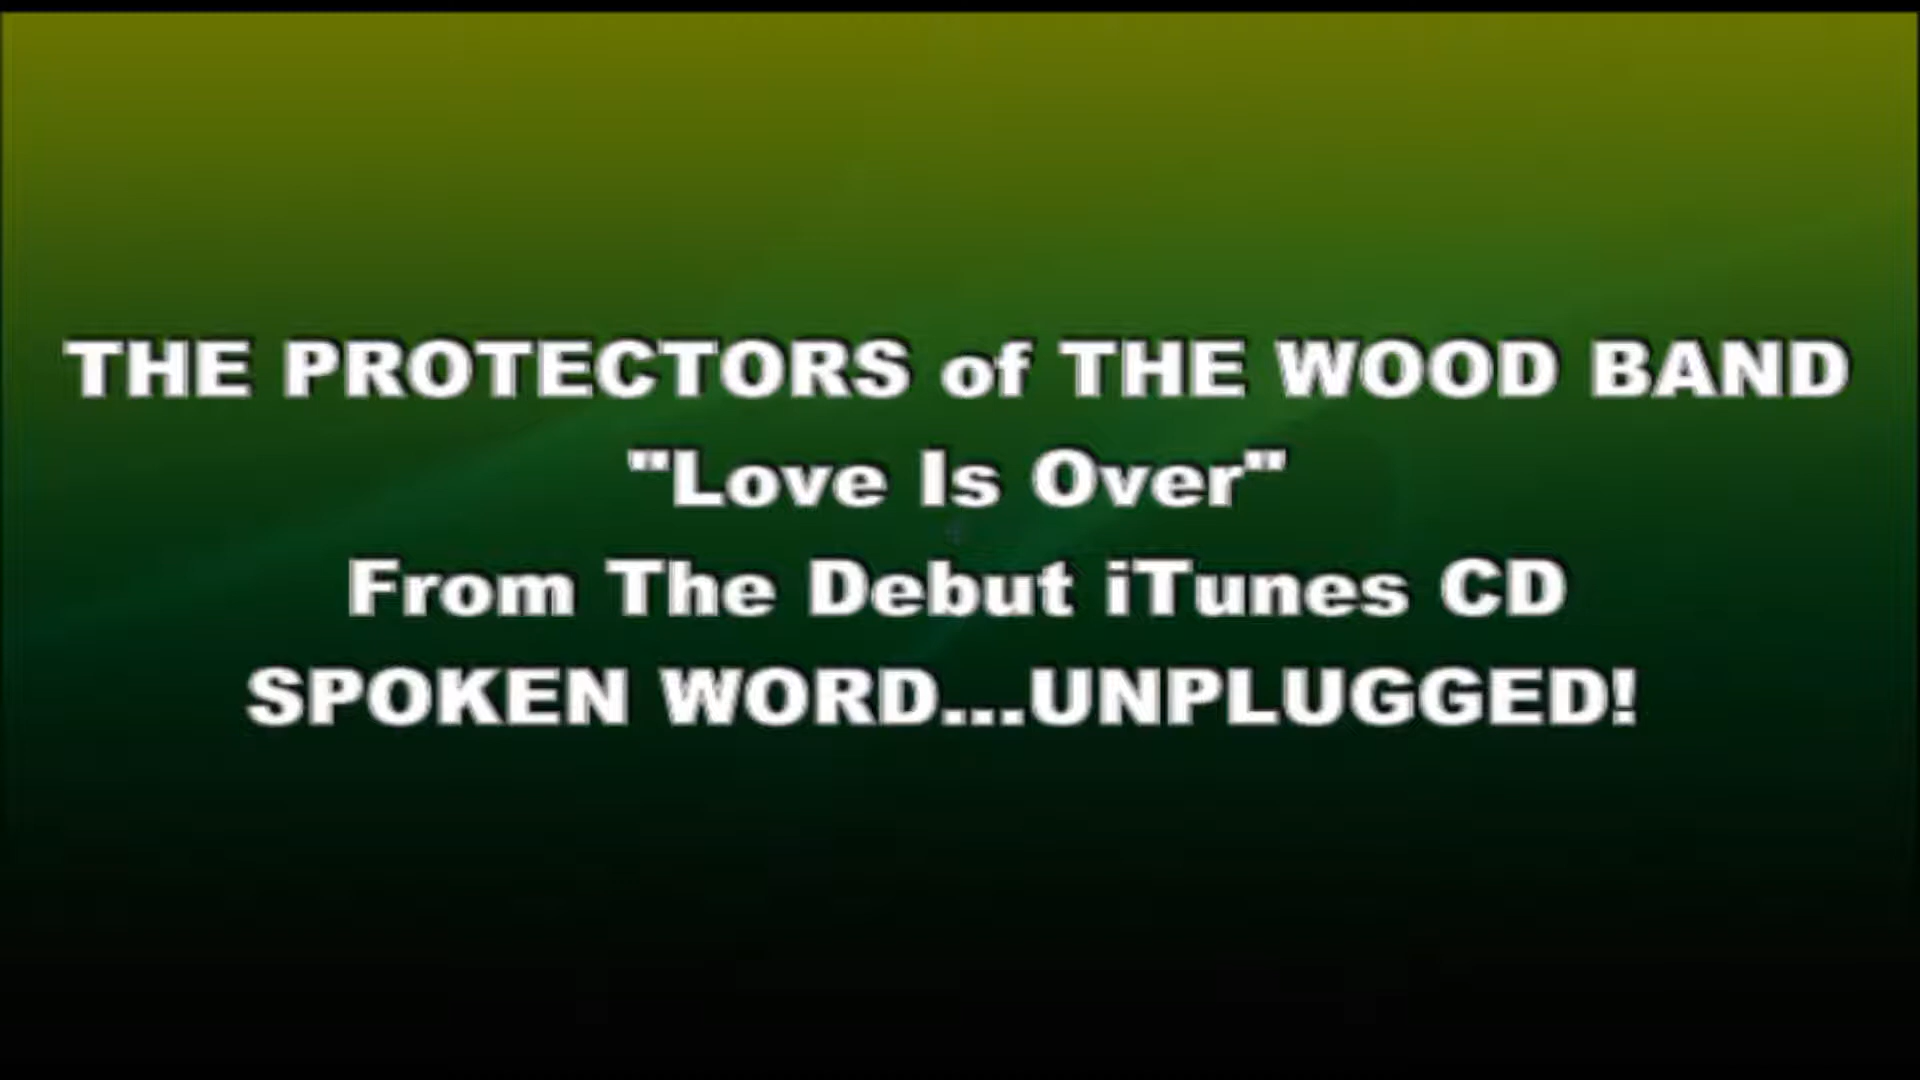 THE PROTECTORS of THE WOOD BAND
"Love Is Over"
From The Debut iTunes CD
SPOKEN WORD...UNPLUGGED!